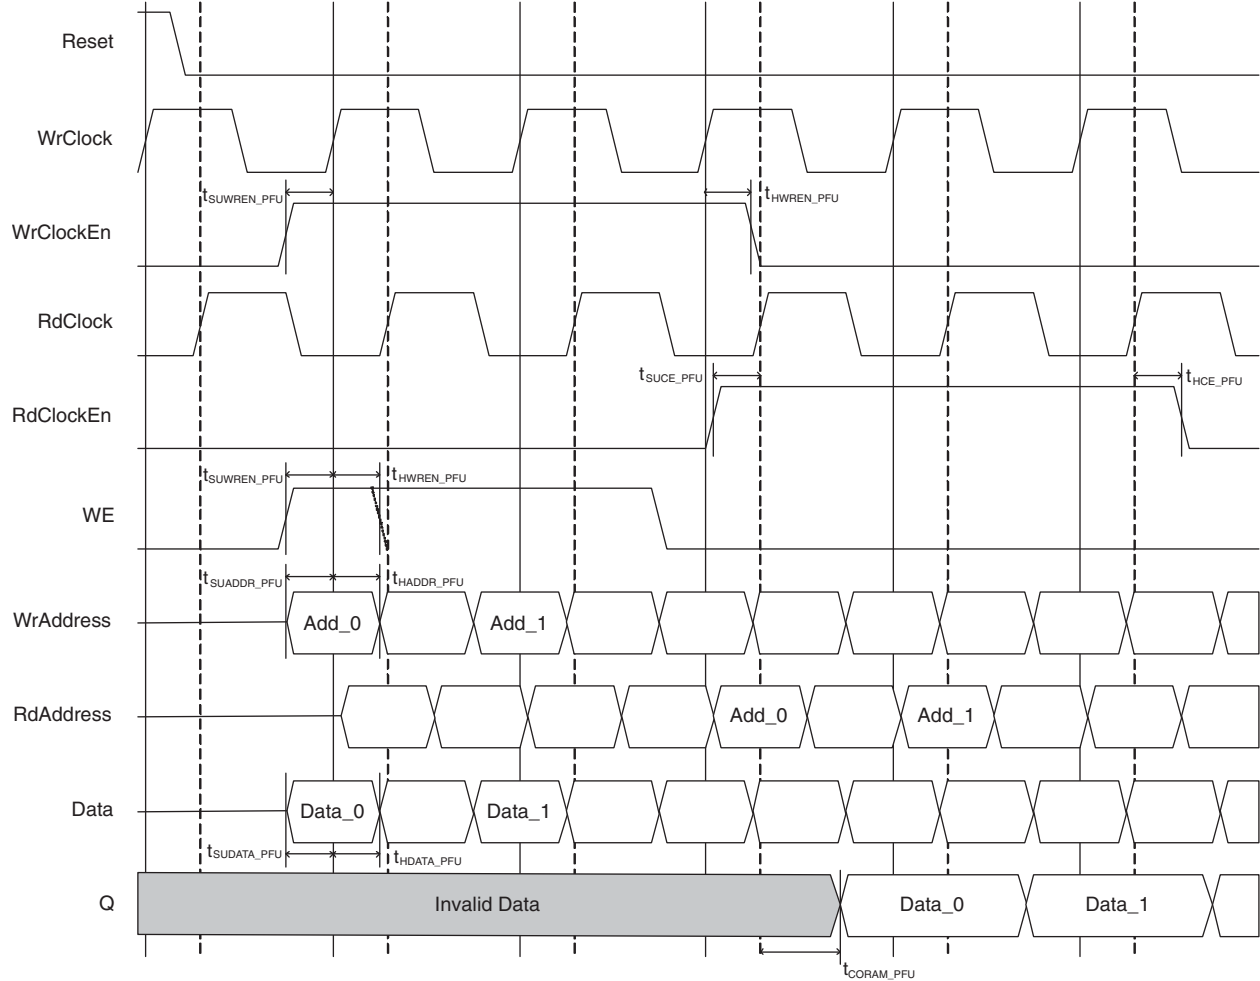 Reset
WrClock
tSUWREN_PFU
tHWREN_PFU
WrClockEn
RdClock
tSUCE_PFU
tHCE_PFU
RdClockEn
tSUWREN_PFU
tHWREN_PFU
WE
tSUADDR_PFU
tHADDR_PFU
WrAddress
Add_0
Add_1
RdAddress
Add_0
Add_1
Data
Data_0
Data_1
tSUDATA_PFU
tHDATA_PFU
Q
Invalid Data
Data_0
Data_1
tCORAM_PFU